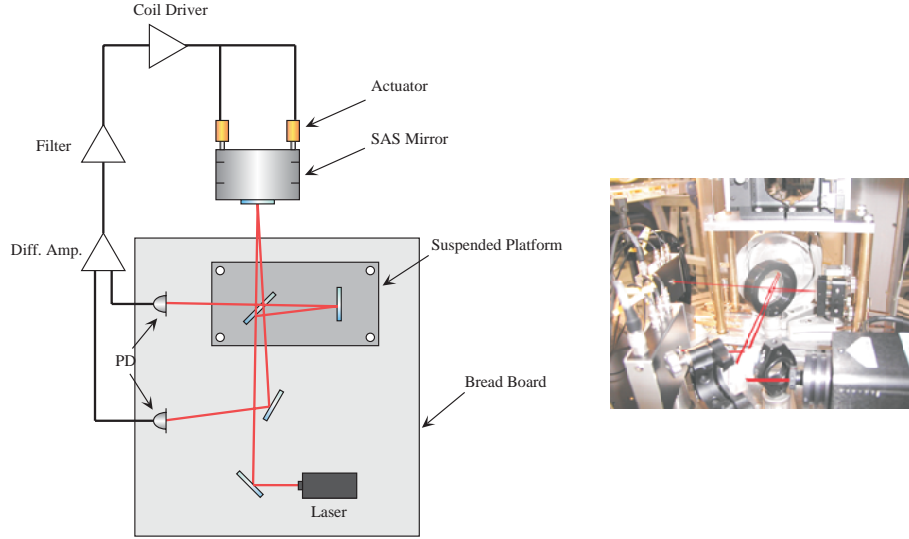 Coil Driver
Actuator
SAS Mirror
Filter
Diff. Amp.
Suspended Platform
PD
Bread Board
Laser